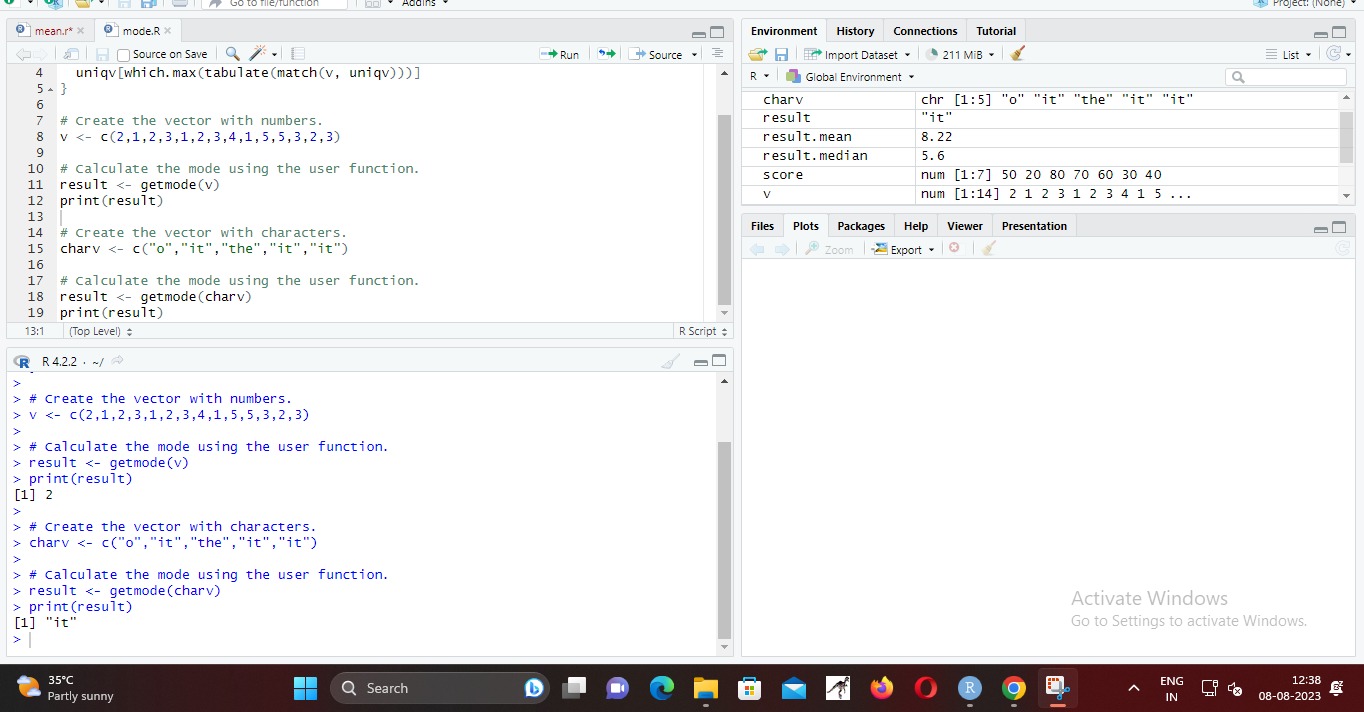 Go to file/function
Addins
Project: (None)
mean.r*
mode.R
Source on Save
Run
Source
4 uniqv[which.max(tabulate(match(v, uniqv)))]
5 }
6
7 # Create the vector with numbers.
8 v <- c(2,1,2,3,1,2,3,4,1,5,5,3,2,3)
9
10 # Calculate the mode using the user function.
11 result <- getmode(v)
12 print(result)
13
14 # Create the vector with characters.
15 charv <- c("o","it","the","it","it")
16
17 # Calculate the mode using the user function.
18 result <- getmode(charv)
19 print(result)
13:1 (Top Level) R Script
R R 4.2.2 · ~/
>
> # Create the vector with numbers.
> v <- c(2,1,2,3,1,2,3,4,1,5,5,3,2,3)
>
> # Calculate the mode using the user function.
> result <- getmode(v)
> print(result)
[1] 2
>
> # Create the vector with characters.
> charv <- c("o","it","the","it","it")
>
> # Calculate the mode using the user function.
> result <- getmode(charv)
> print(result)
[1] "it"
>
Environment History Connections Tutorial
Import Dataset 211 MiB List
R Global Environment
charv chr [1:5] "o" "it" "the" "it" "it"
result "it"
result.mean 8.22
result.median 5.6
score num [1:7] 50 20 80 70 60 30 40
v num [1:14] 2 1 2 3 1 2 3 4 1 5 ...
Files Plots Packages Help Viewer Presentation
Zoom Export
Activate Windows
Go to Settings to activate Windows.
35°C
Partly sunny
Search
R
ENG
IN
12:38
08-08-2023